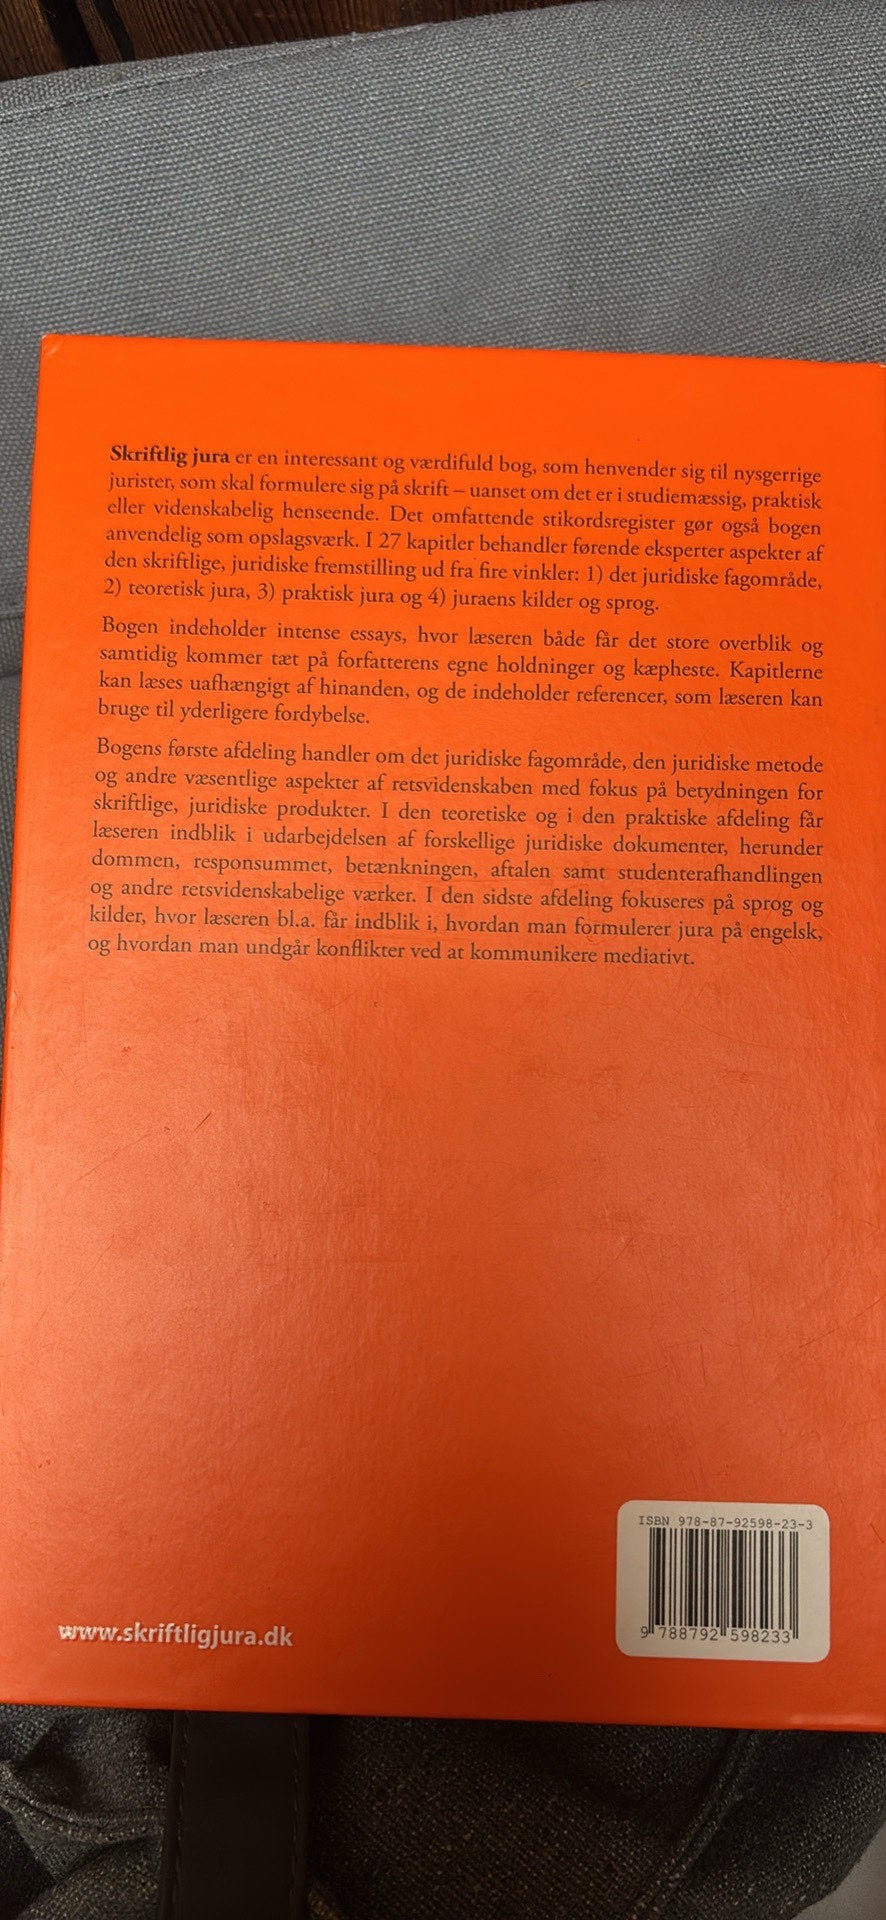 Skriftlig jura er en interessant og værdifuld bog, som henvender sig til nysgerrige
jurister, som skal formulere sig på skrift – uanset om det er i studiemæssig, praktisk
eller videnskabelig henseende. Det omfattende stikordsregister gør også bogen
anvendelig som opslagsværk. I 27 kapitler behandler førende eksperter aspekter af
den skriftlige, juridiske fremstilling ud fra fire vinkler: 1) det juridiske fagområde,
2) teoretisk jura, 3) praktisk jura og 4) juraens kilder og sprog.
Bogen indeholder intense essays, hvor læseren både får det store overblik og
samtidig kommer tæt på forfatterens egne holdninger og kæpheste. Kapitlerne
kan læses uafhængigt af hinanden, og de indeholder referencer, som læseren kan
bruge til yderligere fordybelse.
Bogens første afdeling handler om det juridiske fagområde, den juridiske metode
og andre væsentlige aspekter af retsvidenskaben med fokus på betydningen for
skriftlige, juridiske produkter. I den teoretiske og i den praktiske afdeling får
læseren indblik i udarbejdelsen af forskellige juridiske dokumenter, herunder
dommen, responsummet, betænkningen, aftalen samt studenterafhandlingen
og andre retsvidenskabelige værker. I den sidste afdeling fokuseres på sprog og
kilder, hvor læseren bl.a. får indblik i, hvordan man formulerer jura på engelsk,
og hvordan man undgår konflikter ved at kommunikere mediativt.
ISBN 978-87-92598-23-3
9 788792 598233
www.skriftligjura.dk